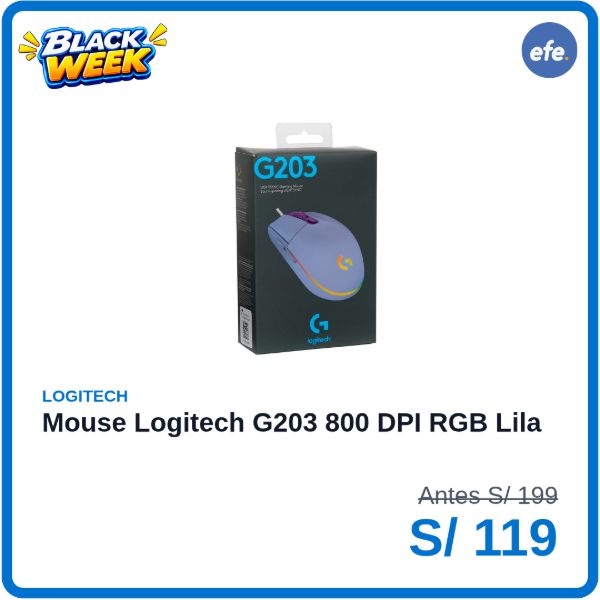 BLACK
WEEK
efe.
G203
logitech
LOGITECH
Mouse Logitech G203 800 DPI RGB Lila
Antes S/ 199
S/ 119